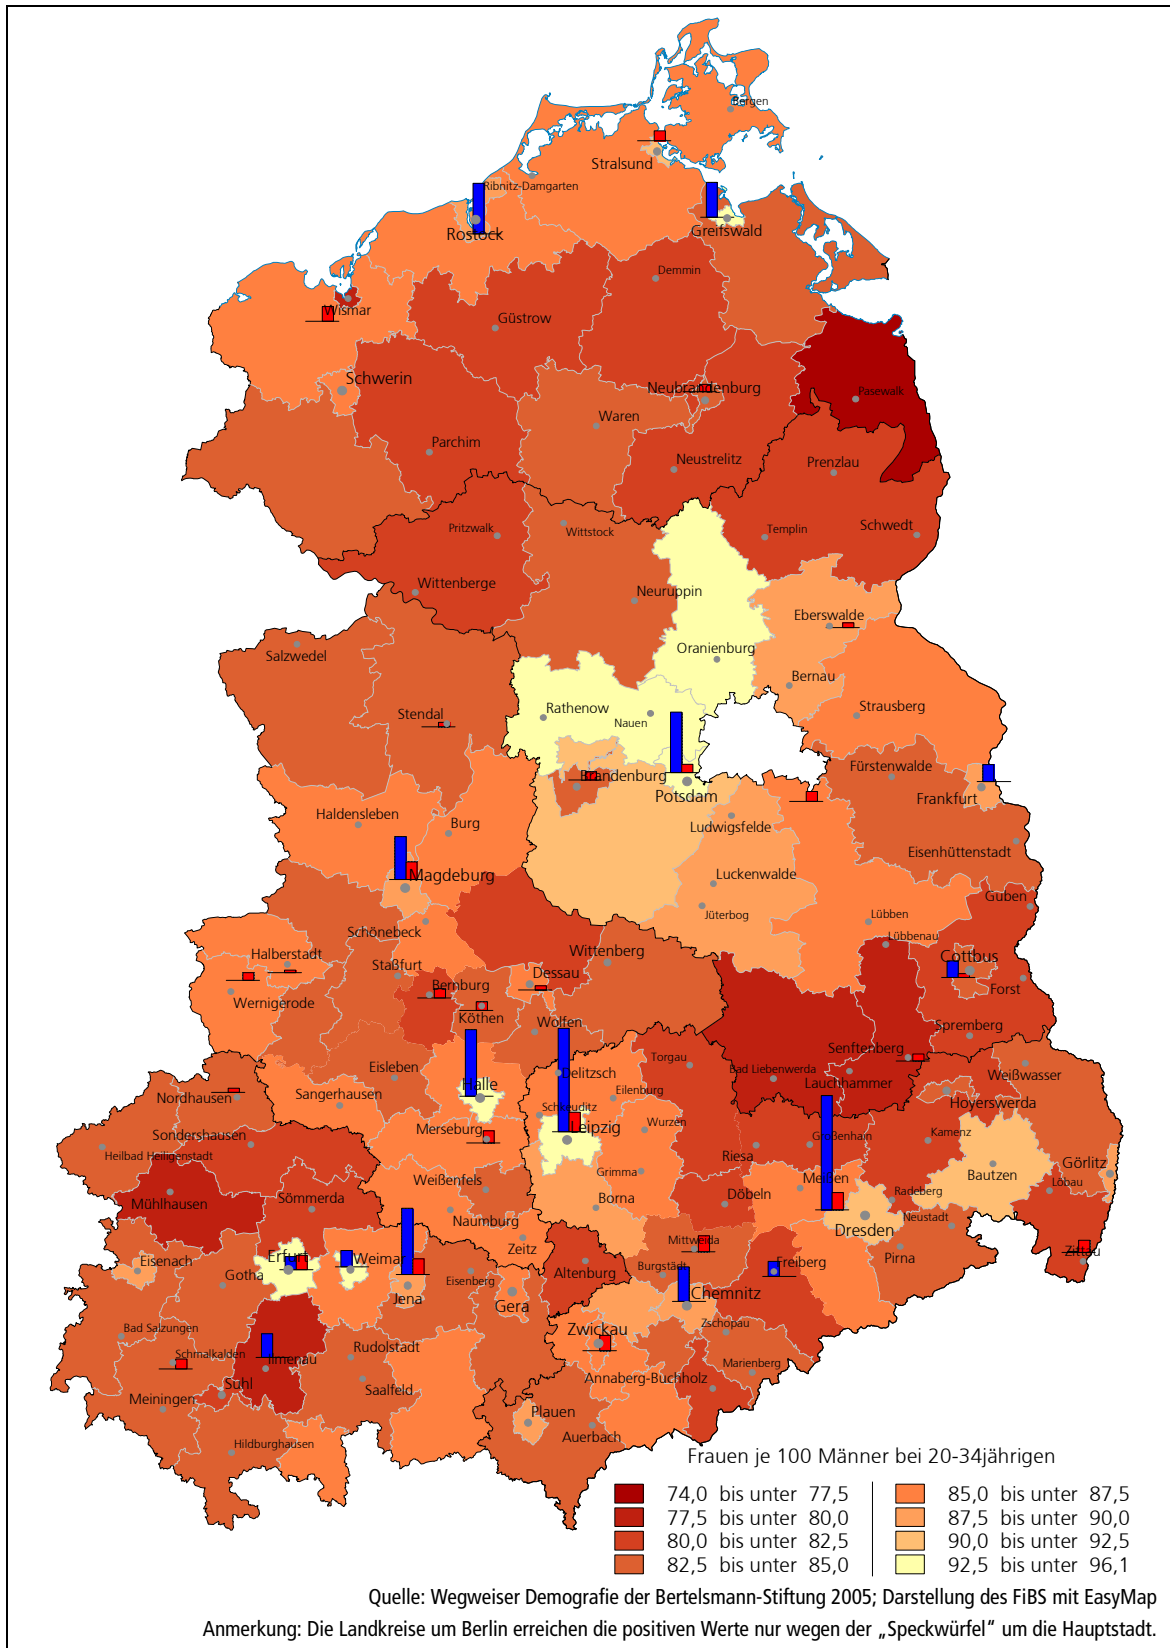 Bergen
Stralsund
Ribnitz-Damgarten
Rostock
Greifswald
Demmin
Wismar
Güstrow
Schwerin
Neubrandenburg
Pasewalk
Waren
Parchim
Neustrelitz
Prenzlau
Pritzwalk
Wittstock
Templin
Schwedt
Wittenberge
Neuruppin
Eberswalde
Salzwedel
Oranienburg
Bernau
Stendal
Rathenow
Nauen
Strausberg
Brandenburg
Potsdam
Fürstenwalde
Frankfurt
Haldensleben
Burg
Ludwigsfelde
Eisenhüttenstadt
Magdeburg
Luckenwalde
Guben
Jüterbog
Lübben
Schönebeck
Lübbenau
Halberstadt
Staßfurt
Wittenberg
Cottbus
Wernigerode
Bernburg
Dessau
Forst
Köthen
Wolfen
Spremberg
Senftenberg
Eisleben
Delitzsch
Torgau
Bad Liebenwerda
Lauchhammer
Weißwasser
Nordhausen
Sangerhausen
Halle
Eilenburg
Hoyerswerda
Schkeuditz
Leipzig
Wurzen
Merseburg
Sondershausen
Großenhain
Kamenz
Heilbad Heiligenstadt
Riesa
Grimma
Bautzen
Görlitz
Mühlhausen
Sömmerda
Weißenfels
Borna
Döbeln
Meißen
Radeberg
Löbau
Naumburg
Dresden
Neustadt
Zeitz
Mittweida
Zittau
Eisenach
Erfurt
Weimar
Gotha
Eisenberg
Altenburg
Burgstädt
Freiberg
Pirna
Jena
Gera
Chemnitz
Bad Salzungen
Zwickau
Zschopau
Schmalkalden
Ilmenau
Rudolstadt
Marienberg
Suhl
Saalfeld
Annaberg-Buchholz
Meiningen
Plauen
Auerbach
Hildburghausen
Frauen je 100 Männer bei 20-34jährigen
74,0 bis unter 77,5
77,5 bis unter 80,0
80,0 bis unter 82,5
82,5 bis unter 85,0
85,0 bis unter 87,5
87,5 bis unter 90,0
90,0 bis unter 92,5
92,5 bis unter 96,1
Quelle: Wegweiser Demografie der Bertelsmann-Stiftung 2005; Darstellung des FiBS mit EasyMap
Anmerkung: Die Landkreise um Berlin erreichen die positiven Werte nur wegen der „Speckwürfel“ um die Hauptstadt.